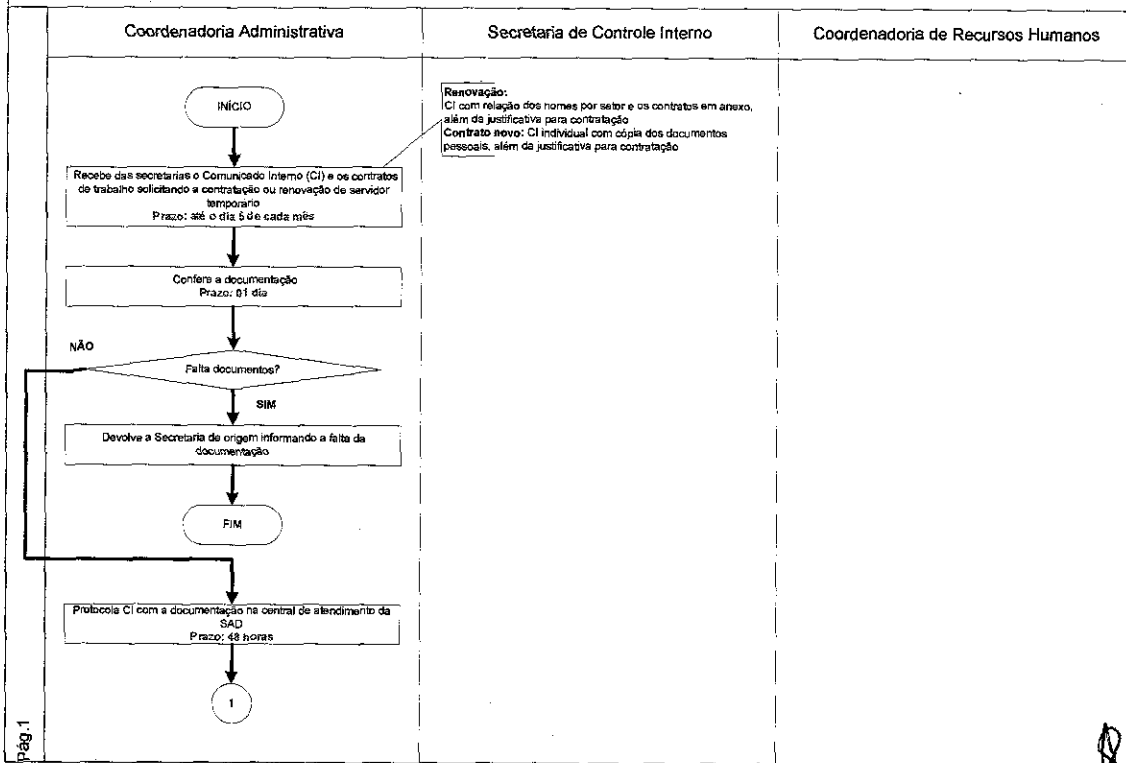 Coordenadoria Administrativa
Secretaria de Controle Interno
Coordenadoria de Recursos Humanos
INÍCIO
Renovação:
CI com relação dos nomes por setor e os contratos em anexo,
além da justificativa para contratação
Contrato novo: CI individual com cópia dos documentos
pessoais, além da justificativa para contratação
Recebe das secretarias o Comunicado Interno (CI) e os contratos
de trabalho solicitando a contratação ou renovação de servidor
temporário
Prazo: até o dia 5 de cada mês
Confere a documentação
Prazo: 01 dia
NÃO
Falta documentos?
SIM
Devolve a Secretaria de origem informando a falta da
documentação
FIM
Protocola CI com a documentação na central de atendimento da
SAD
Prazo: 48 horas
1
Pág.1